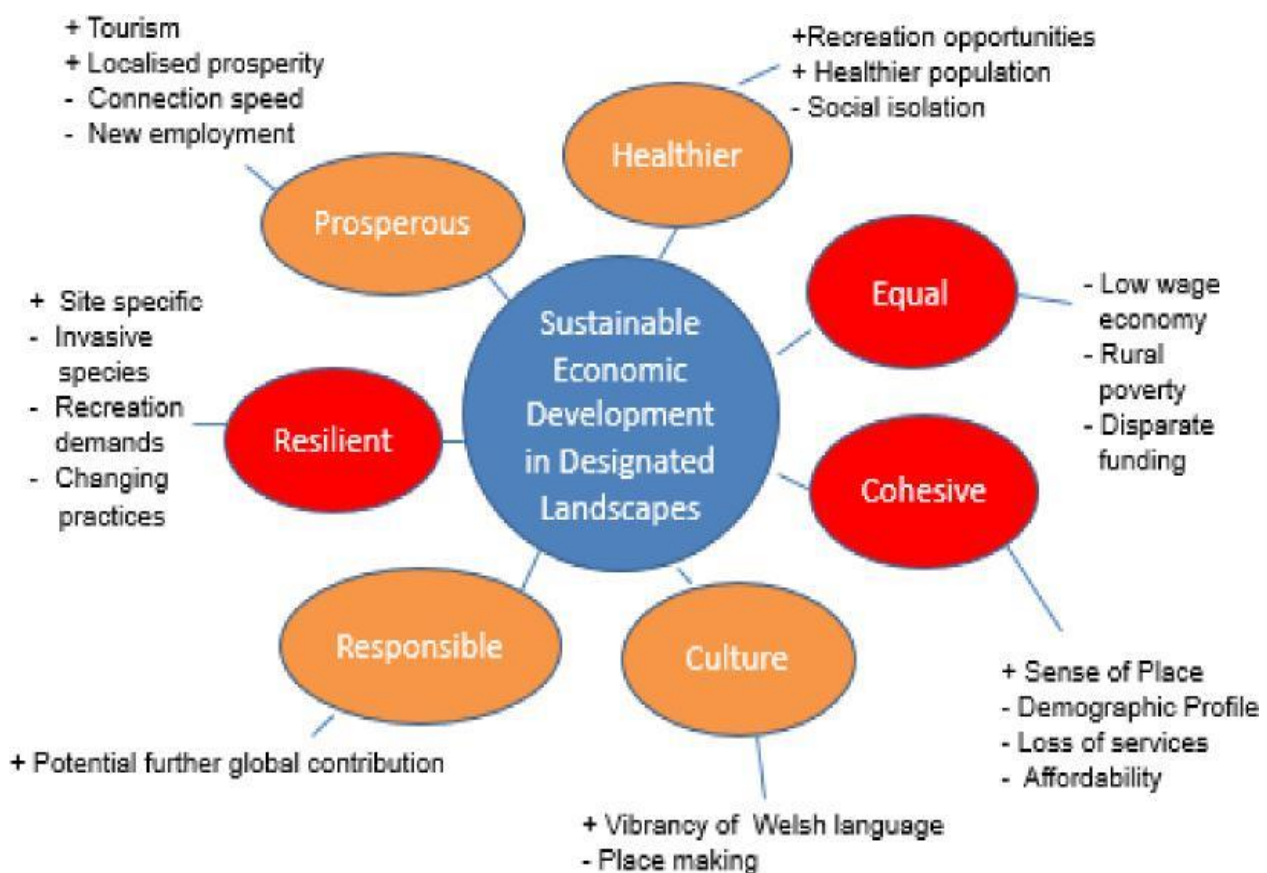 + Tourism
+ Localised prosperity
- Connection speed
- New employment
+Recreation opportunities
+ Healthier population
- Social isolation
Healthier
Prosperous
Equal
- Low wage
economy
- Rural
poverty
- Disparate
funding
+ Site specific
- Invasive
species
- Recreation
demands
- Changing
practices
Resilient
Sustainable
Economic
Development
in Designated
Landscapes
Cohesive
Responsible
Culture
+ Sense of Place
- Demographic Profile
- Loss of services
- Affordability
+ Potential further global contribution
+ Vibrancy of Welsh language
- Place making